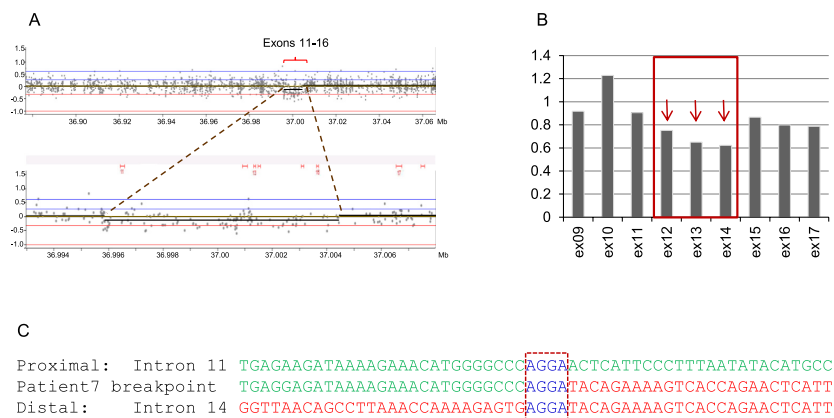 A
Exons 11-16
1.5
1.0
0.5
0
-0.5
-1.0
36.90 36.92 36.94 36.96 36.98 37.00 37.02 37.04 37.06 Mb
1.5
1.0
0.5
0
-0.5
1.0
36.994 36.996 36.998 37.000 37.002 37.004 37.006 Mb
B
1.4
1.2
1
0.8
0.6
0.4
0.2
0
ex09 ex10 ex11 ex12 ex13 ex14 ex15 ex16 ex17
C
Proximal: Intron 11 TGAGAAGATAAAAGAAACATGGGGCCCAGGAACTCATTCCCTTTAATATACATGCC
Patient7 breakpoint TGAGGAGATAAAAGAAACATGGGGCCCAGGATACAGAAAAGTCACCAGAACTCATT
Distal: Intron 14 GGTTAACAGCCTTAAACCAAAAGAGTGAGGATACAGAAAAGTCACCAGAACTCATT